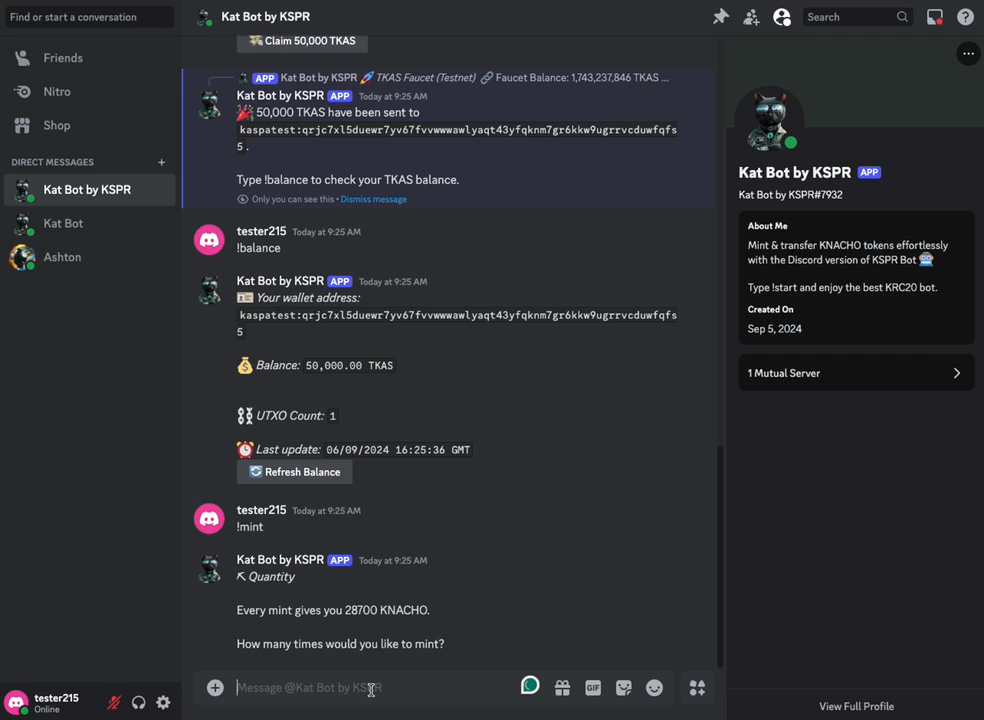 Find or start a conversation
Friends
Nitro
Shop
DIRECT MESSAGES +
Kat Bot by KSPR
Kat Bot
Ashton
tester215
Online
Kat Bot by KSPR
Search
Claim 50,000 TKAS
APP Kat Bot by KSPR 🚀 TKAS Faucet (Testnet) 🔗 Faucet Balance: 1,743,237,846 TKAS ...
Kat Bot by KSPR APP Today at 9:25 AM
🎉 50,000 TKAS have been sent to
kaspatest:qrjc7xl5duewr7yv67fvvwwwawlyaqt43yfqknm7gr6kkw9ugrrvcduwfqfs
5.
Type !balance to check your TKAS balance.
Only you can see this • Dismiss message
tester215 Today at 9:25 AM
!balance
Kat Bot by KSPR APP Today at 9:25 AM
🪪 Your wallet address:
kaspatest:qrjc7xl5duewr7yv67fvvwwwawlyaqt43yfqknm7gr6kkw9ugrrvcduwfqfs
5
💰 Balance: 50,000.00 TKAS
⛓ UTXO Count: 1
⏰ Last update: 06/09/2024 16:25:36 GMT
🔄 Refresh Balance
tester215 Today at 9:25 AM
!mint
Kat Bot by KSPR APP Today at 9:25 AM
⛏ Quantity
Every mint gives you 28700 KNACHO.
How many times would you like to mint?
Message @Kat Bot by KSPR
GIF
Kat Bot by KSPR APP
Kat Bot by KSPR#7932
About Me
Mint & transfer KNACHO tokens effortlessly
with the Discord version of KSPR Bot 🤖
Type !start and enjoy the best KRC20 bot.
Created On
Sep 5, 2024
1 Mutual Server
View Full Profile